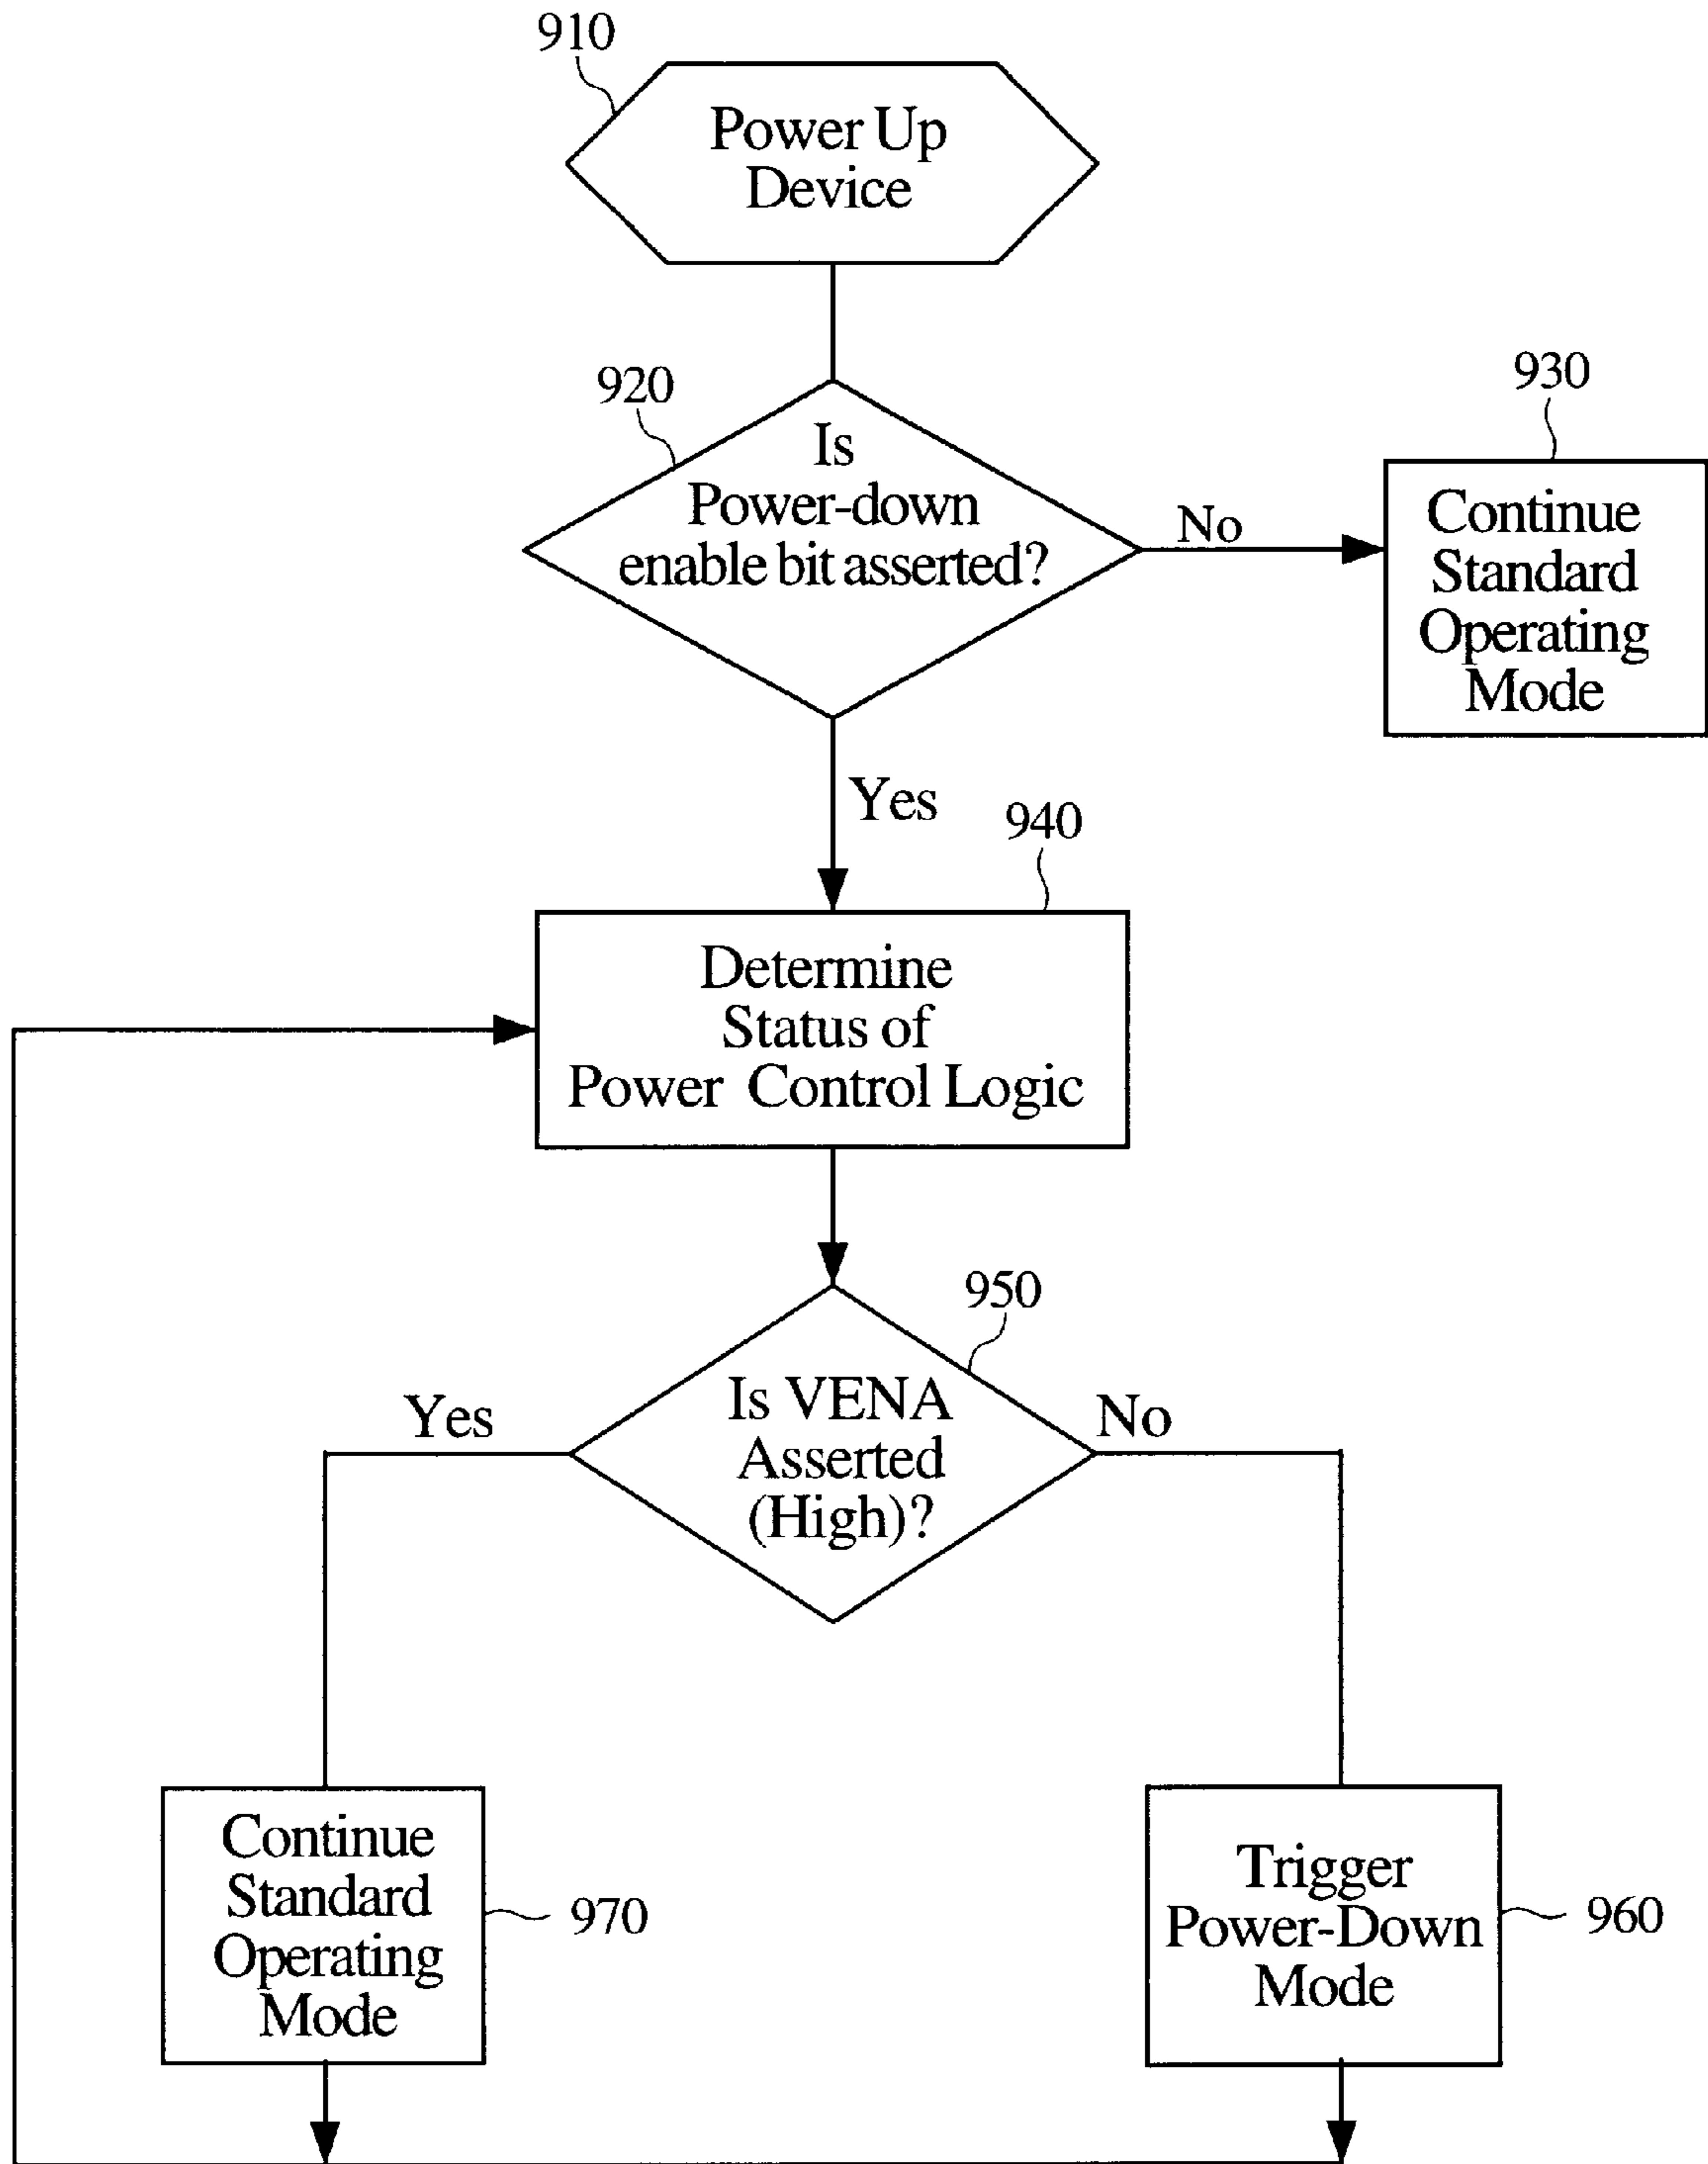 910
Power Up
Device
920
Is
Power-down
enable bit asserted?
No
930
Continue
Standard
Operating
Mode
Yes
940
Determine
Status of
Power Control Logic
950
Is VENA
Asserted
(High)?
Yes
No
Continue
Standard
Operating
Mode
970
Trigger
Power-Down
Mode
960